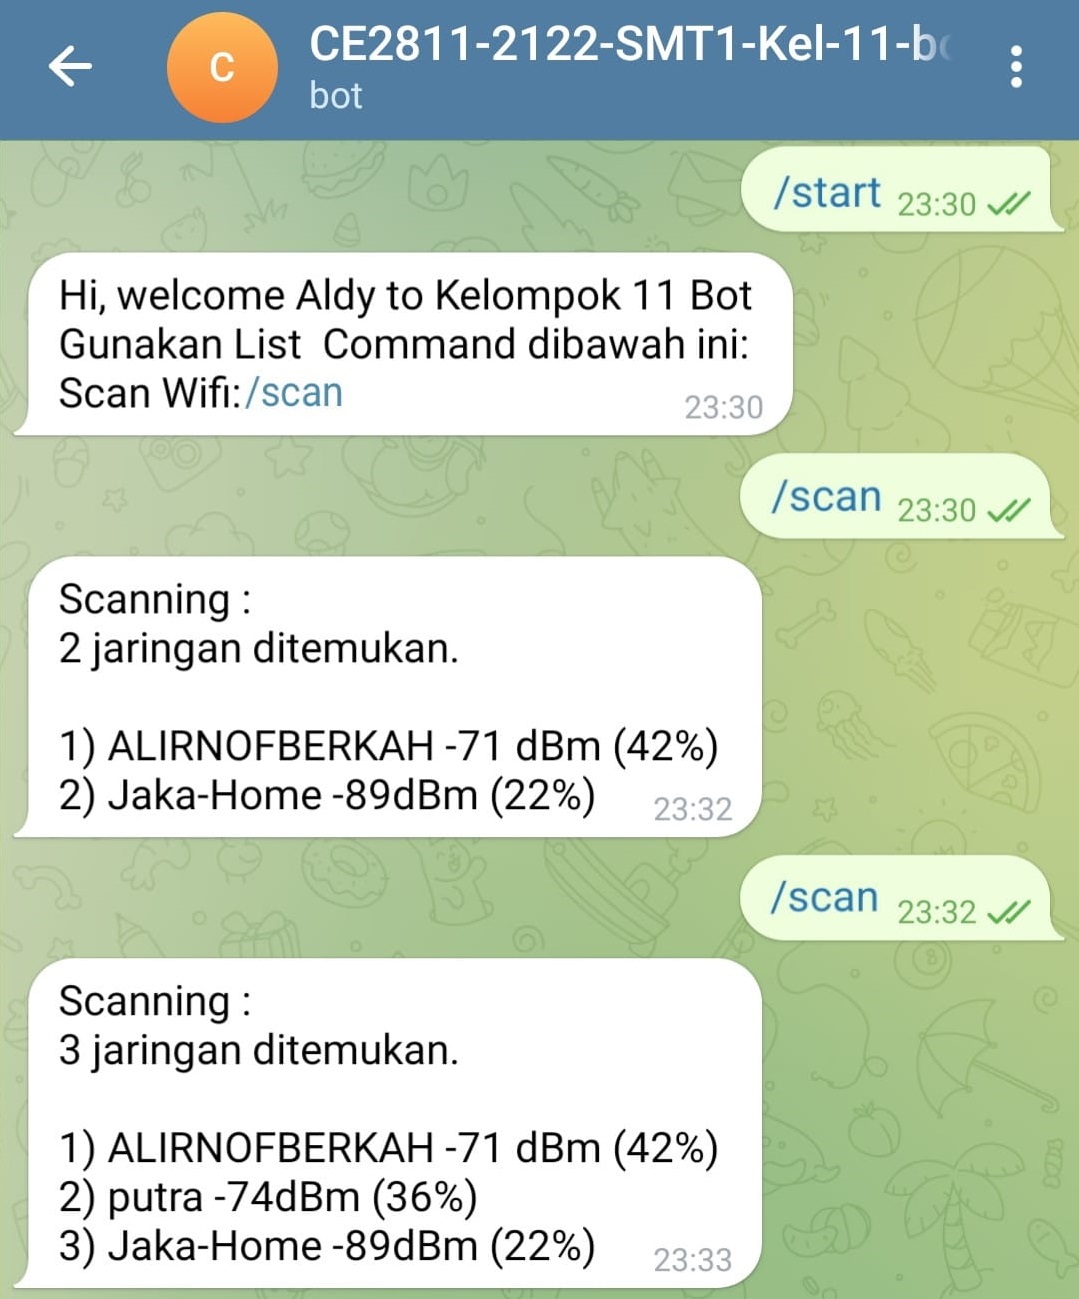 C
CE2811-2122-SMT1-Kel-11-b
bot
/start 23:30
Hi, welcome Aldy to Kelompok 11 Bot
Gunakan List  Command dibawah ini:
Scan Wifi:/scan
23:30
/scan 23:30
Scanning :
2 jaringan ditemukan.
1) ALIRNOFBERKAH -71 dBm (42%)
2) Jaka-Home -89dBm (22%)
23:32
/scan 23:32
Scanning :
3 jaringan ditemukan.
1) ALIRNOFBERKAH -71 dBm (42%)
2) putra -74dBm (36%)
3) Jaka-Home -89dBm (22%)
23:33